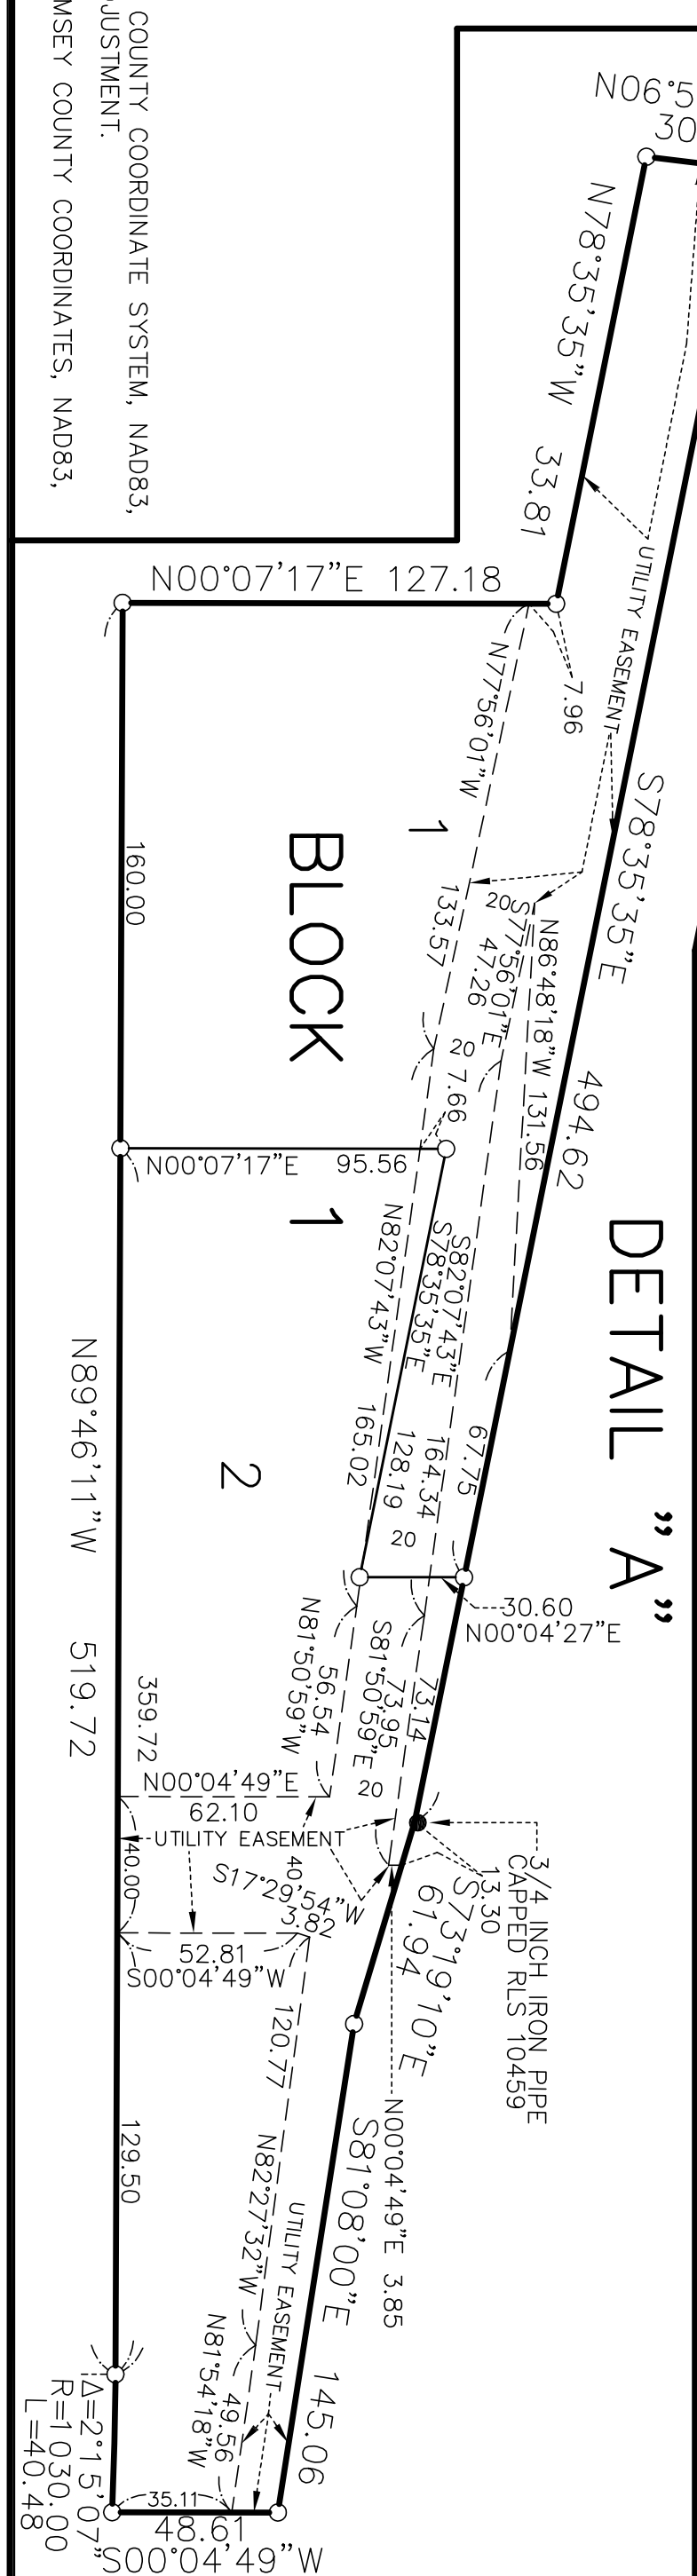 COUNTY COORDINATE SYSTEM, NAD83,
DJUSTMENT.
MSEY COUNTY COORDINATES, NAD83,
N06°5
30
N78°35'35"W 33.81
N00°07'17"E 127.18
UTILITY EASEMENT
7.96
N77°56'01"W
133.57
S78°35'35"E 494.62
1
BLOCK 1
160.00
20
S77°56'01"E
47.26
N86°48'18"W 131.56
20
7.66
N00°07'17"E 95.56
DETAIL "A"
N82°07'43"W 165.02
S78°35'35"E 128.19
S82°07'43"E 164.34
67.75
20
2
30.60
N00°04'27"E
N89°46'11"W 519.72
359.72
N81°50'59"W
56.54
S81°50'59"E
73.95
73.14
20
N00°04'49"E
62.10
UTILITY EASEMENT
40.00
40
S17°29'54"W
3.82
52.81
S00°04'49"W
3/4 INCH IRON PIPE
CAPPED RLS 10459
13.30
S73°19'10"E
61.94
N00°04'49"E 3.85
120.77
N82°27'32"W
S81°08'00"E 145.06
UTILITY EASEMENT
129.50
N81°54'18"W
49.56
35.11
48.61
S00°04'49"W
Δ=2°15'07"
R=1030.00
L=40.48